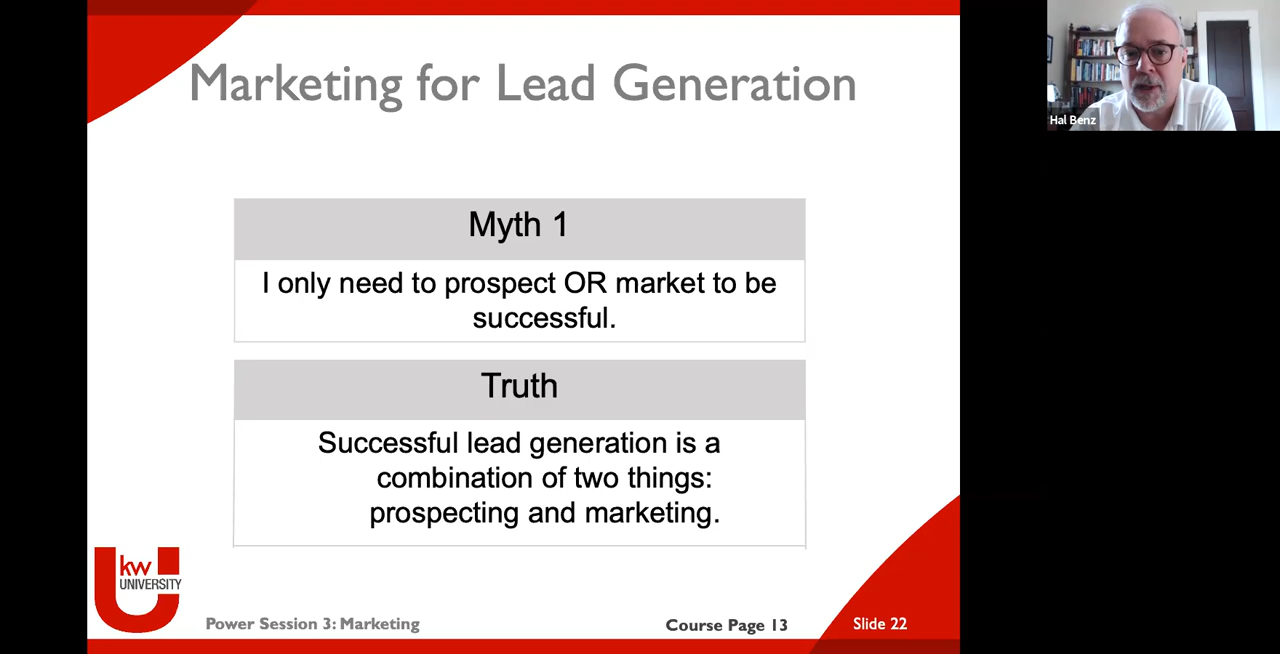 Marketing for Lead Generation
Hal Benz
Myth 1
I only need to prospect OR market to be
successful.
Truth
Successful lead generation is a
combination of two things:
prospecting and marketing.
kw
UNIVERSITY
Power Session 3: Marketing
Course Page 13
Slide 22